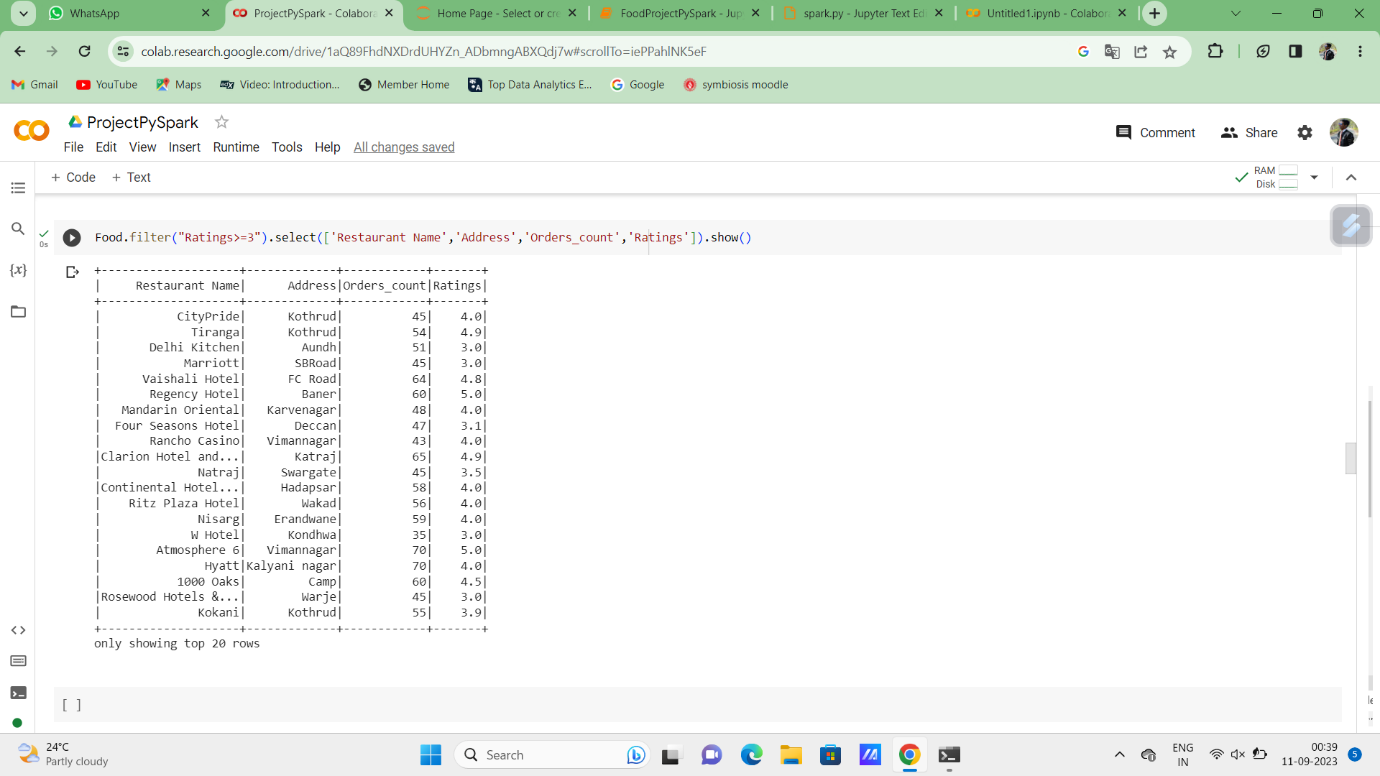 WhatsApp
ProjectPySpark - Colabora
Home Page - Select or cre
FoodProjectPySpark - Jup
spark.py - Jupyter Text Edi
Untitled1.ipynb - Colabor
colab.research.google.com/drive/1aQ89FhdNXDrdUHYZn_ADbmngABXQdj7w#scrollTo=iePPahlNK5eF
Gmail YouTube Maps Video: Introduction... Member Home Top Data Analytics E... Google symbiosis moodle
ProjectPySpark
Comment Share
File Edit View Insert Runtime Tools Help All changes saved
+ Code + Text
RAM
Disk
Food.filter("Ratings>=3").select(['Restaurant Name','Address','Orders_count','Ratings']).show()
0s
{x}
+--------------------+-------------+------------+-------+
| Restaurant Name| Address|Orders_count|Ratings|
+--------------------+-------------+------------+-------+
| CityPride| Kothrud| 45| 4.0|
| Tiranga| Kothrud| 54| 4.9|
| Delhi Kitchen| Aundh| 51| 3.0|
| Marriott| SBRoad| 45| 3.0|
| Vaishali Hotel| FC Road| 64| 4.8|
| Regency Hotel| Baner| 60| 5.0|
| Mandarin Oriental| Karvenagar| 48| 4.0|
| Four Seasons Hotel| Deccan| 47| 3.1|
| Rancho Casino| Vimannagar| 43| 4.0|
|Clarion Hotel and...| Katraj| 65| 4.9|
| Natraj| Swargate| 45| 3.5|
|Continental Hotel...| Hadapsar| 58| 4.0|
| Ritz Plaza Hotel| Wakad| 56| 4.0|
| Nisarg| Erandwane| 59| 4.0|
| W Hotel| Kondhwa| 35| 3.0|
| Atmosphere 6| Vimannagar| 70| 5.0|
| Hyatt|Kalyani nagar| 70| 4.0|
| 1000 Oaks| Camp| 60| 4.5|
|Rosewood Hotels &...| Warje| 45| 3.0|
| Kokani| Kothrud| 55| 3.9|
+--------------------+-------------+------------+-------+
only showing top 20 rows
[ ]
24°C
Partly cloudy
Search
ENG
IN
00:39
11-09-2023
5